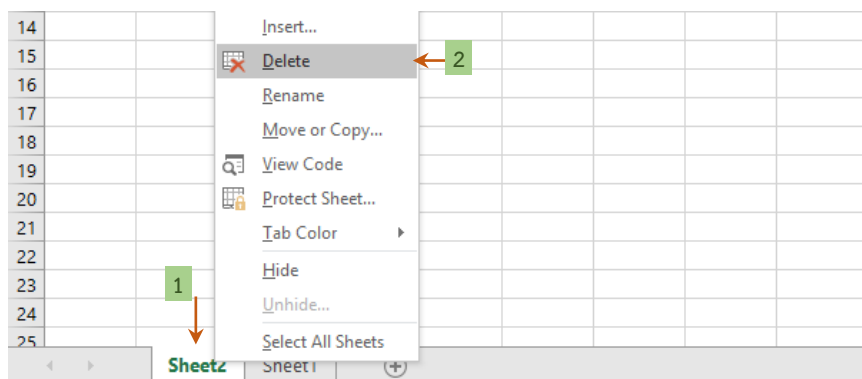 14
Insert...
15
Delete
2
16
Rename
17
Move or Copy...
18
19
View Code
20
Protect Sheet...
21
Tab Color
22
23
Hide
1
24
Unhide...
25
Select All Sheets
Sheet2
Sheet1